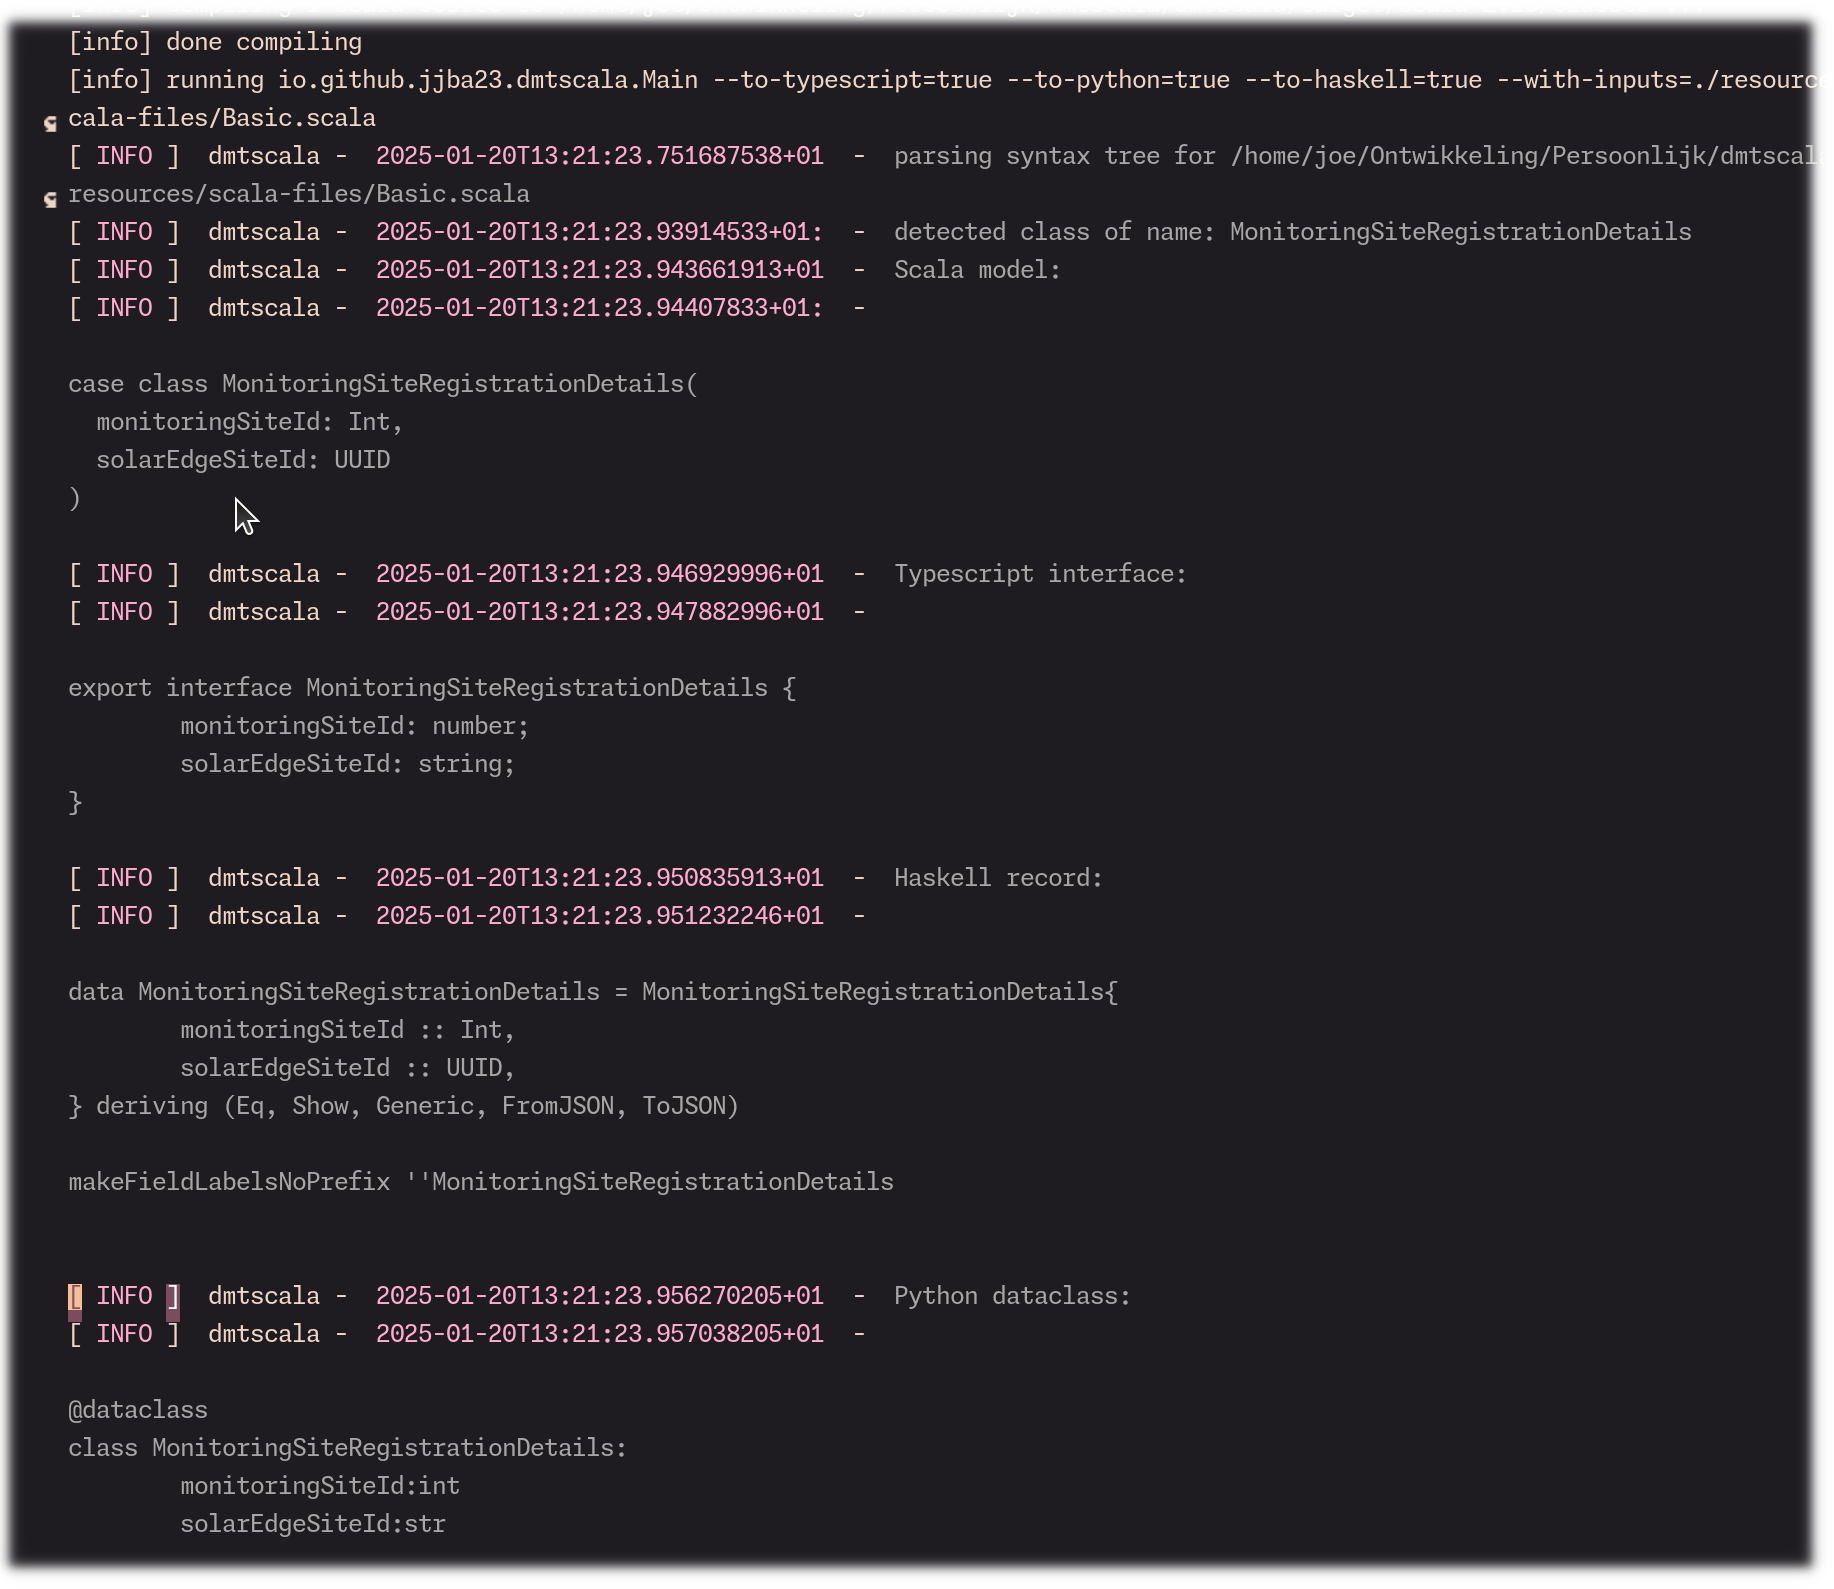 [info] done compiling
[info] running io.github.jjba23.dmtscala.Main --to-typescript=true --to-python=true --to-haskell=true --with-inputs=./resource
cala-files/Basic.scala
[ INFO ]  dmtscala -  2025-01-20T13:21:23.751687538+01  -  parsing syntax tree for /home/joe/Ontwikkeling/Persoonlijk/dmtscala
resources/scala-files/Basic.scala
[ INFO ]  dmtscala -  2025-01-20T13:21:23.93914533+01:  -  detected class of name: MonitoringSiteRegistrationDetails
[ INFO ]  dmtscala -  2025-01-20T13:21:23.943661913+01  -  Scala model:
[ INFO ]  dmtscala -  2025-01-20T13:21:23.94407833+01:  -
case class MonitoringSiteRegistrationDetails(
  monitoringSiteId: Int,
  solarEdgeSiteId: UUID
)
[ INFO ]  dmtscala -  2025-01-20T13:21:23.946929996+01  -  Typescript interface:
[ INFO ]  dmtscala -  2025-01-20T13:21:23.947882996+01  -
export interface MonitoringSiteRegistrationDetails {
        monitoringSiteId: number;
        solarEdgeSiteId: string;
}
[ INFO ]  dmtscala -  2025-01-20T13:21:23.950835913+01  -  Haskell record:
[ INFO ]  dmtscala -  2025-01-20T13:21:23.951232246+01  -
data MonitoringSiteRegistrationDetails = MonitoringSiteRegistrationDetails{
        monitoringSiteId :: Int,
        solarEdgeSiteId :: UUID,
} deriving (Eq, Show, Generic, FromJSON, ToJSON)
makeFieldLabelsNoPrefix ''MonitoringSiteRegistrationDetails
[ INFO ]  dmtscala -  2025-01-20T13:21:23.956270205+01  -  Python dataclass:
[ INFO ]  dmtscala -  2025-01-20T13:21:23.957038205+01  -
@dataclass
class MonitoringSiteRegistrationDetails:
        monitoringSiteId:int
        solarEdgeSiteId:str